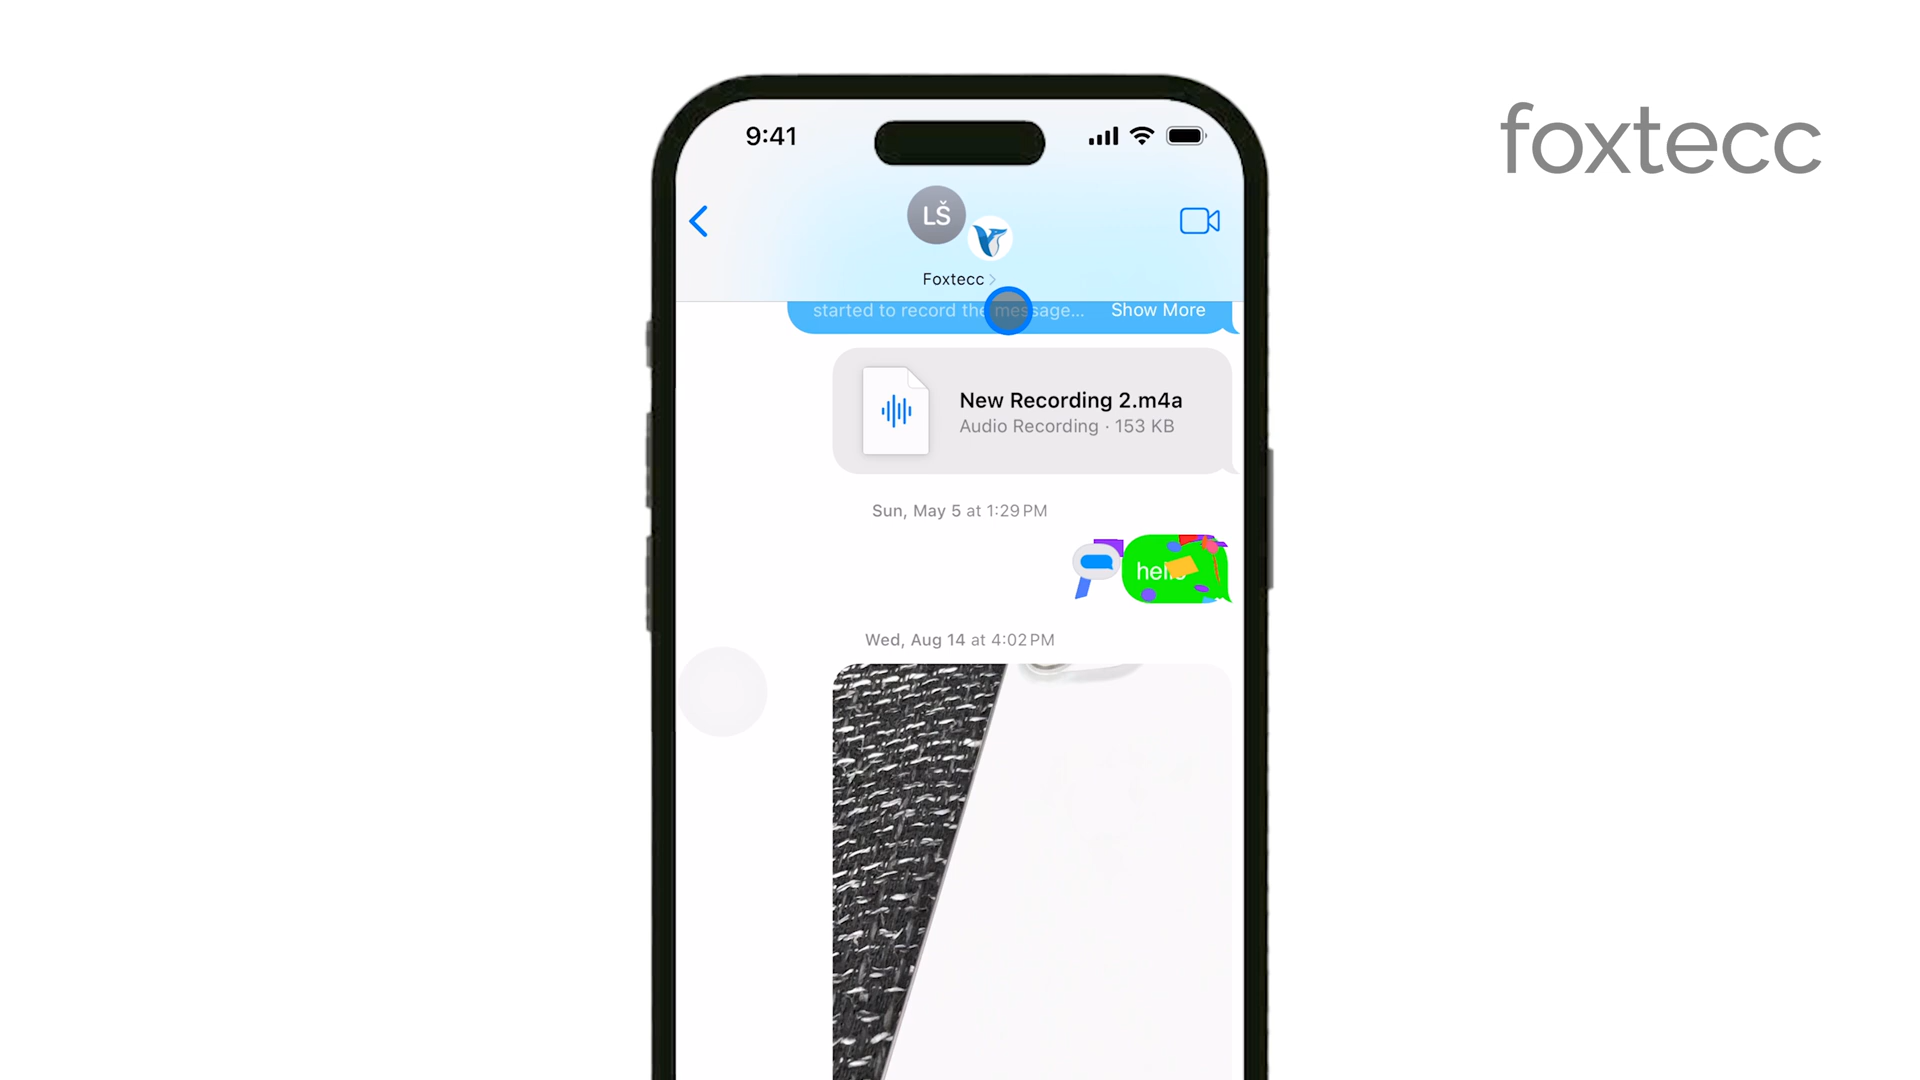 foxtecc
9:41
LŠ
Foxtecc
started to record the message... Show More
New Recording 2.m4a
Audio Recording · 153 KB
Sun, May 5 at 1:29 PM
hello
Wed, Aug 14 at 4:02 PM